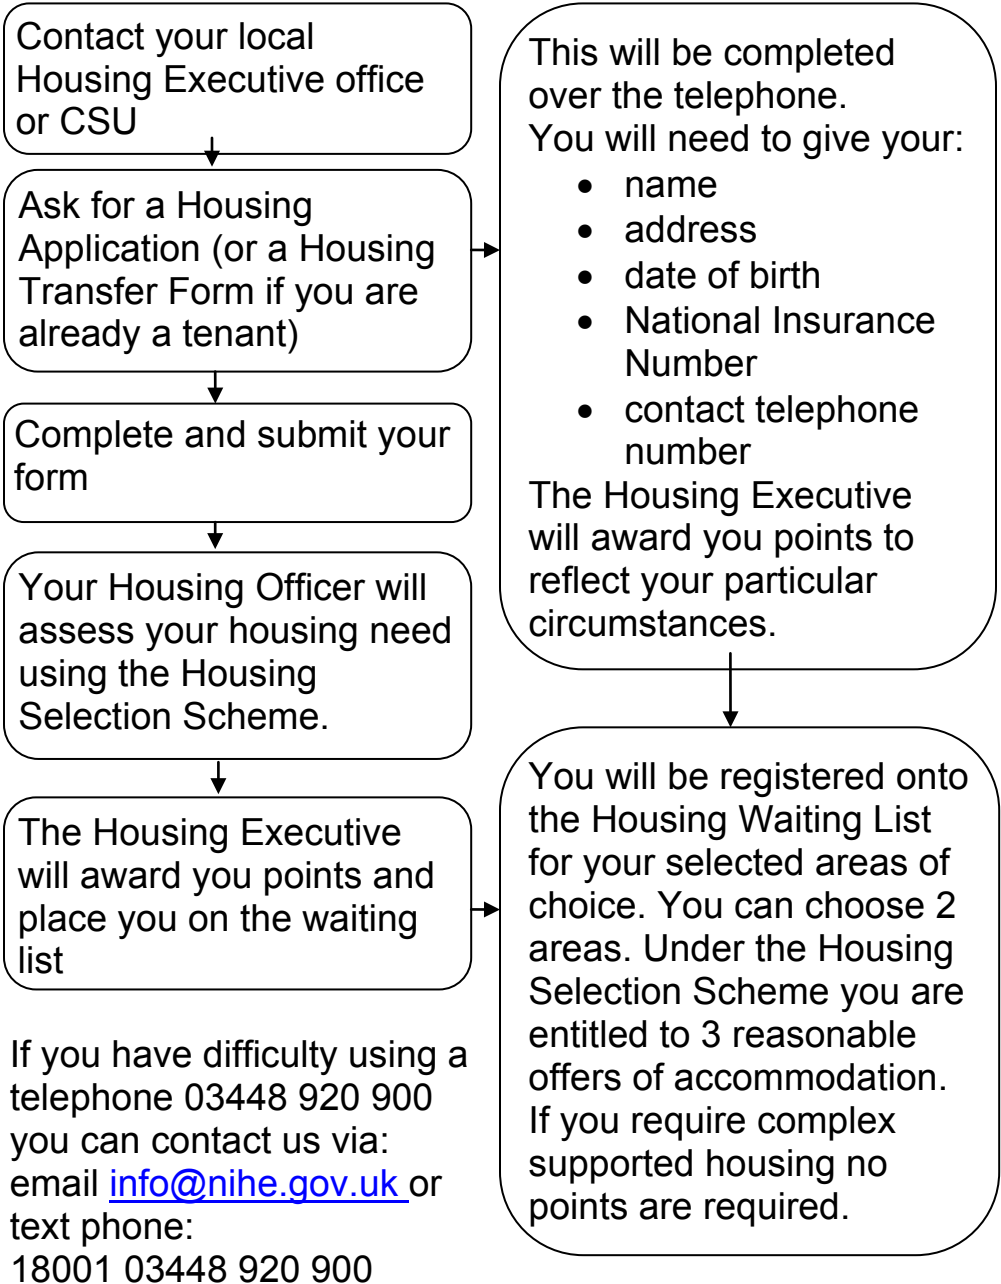 Contact your local
Housing Executive office
or CSU
Ask for a Housing
Application (or a Housing
Transfer Form if you are
already a tenant)
Complete and submit your
form
Your Housing Officer will
assess your housing need
using the Housing
Selection Scheme.
The Housing Executive
will award you points and
place you on the waiting
list
If you have difficulty using a
telephone 03448 920 900
you can contact us via:
email info@nihe.gov.uk or
text phone:
18001 03448 920 900
This will be completed
over the telephone.
You will need to give your:
• name
• address
• date of birth
• National Insurance
Number
• contact telephone
number
The Housing Executive
will award you points to
reflect your particular
circumstances.
You will be registered onto
the Housing Waiting List
for your selected areas of
choice. You can choose 2
areas. Under the Housing
Selection Scheme you are
entitled to 3 reasonable
offers of accommodation.
If you require complex
supported housing no
points are required.